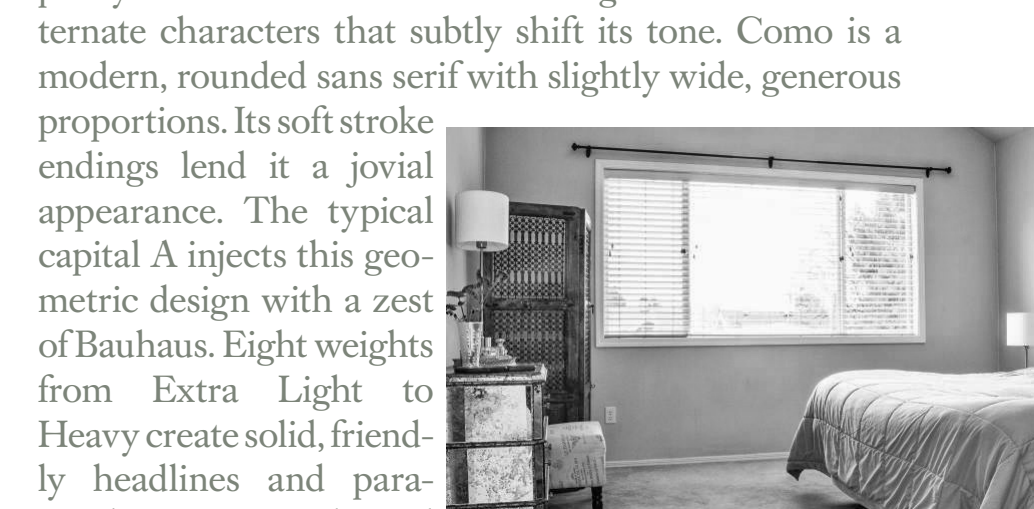 ternate characters that subtly shift its tone. Como is a
modern, rounded sans serif with slightly wide, generous
proportions. Its soft stroke
endings lend it a jovial
appearance. The typical
capital A injects this geo-
metric design with a zest
of Bauhaus. Eight weights
from Extra Light to
Heavy create solid, friend-
ly headlines and para-